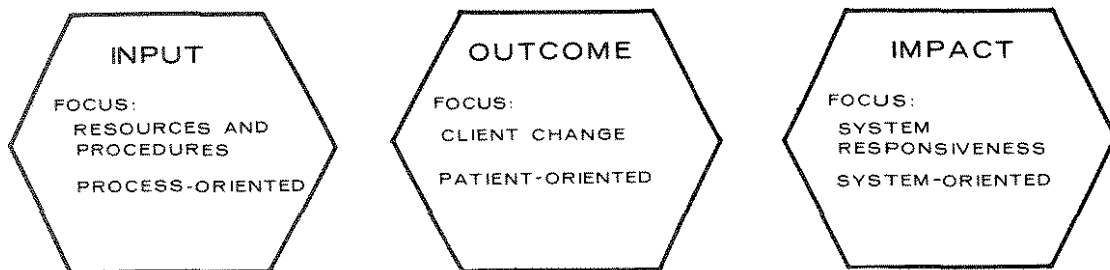 INPUT
FOCUS:
RESOURCES AND
PROCEDURES
PROCESS-ORIENTED
OUTCOME
FOCUS:
CLIENT CHANGE
PATIENT-ORIENTED
IMPACT
FOCUS:
SYSTEM
RESPONSIVENESS
SYSTEM-ORIENTED